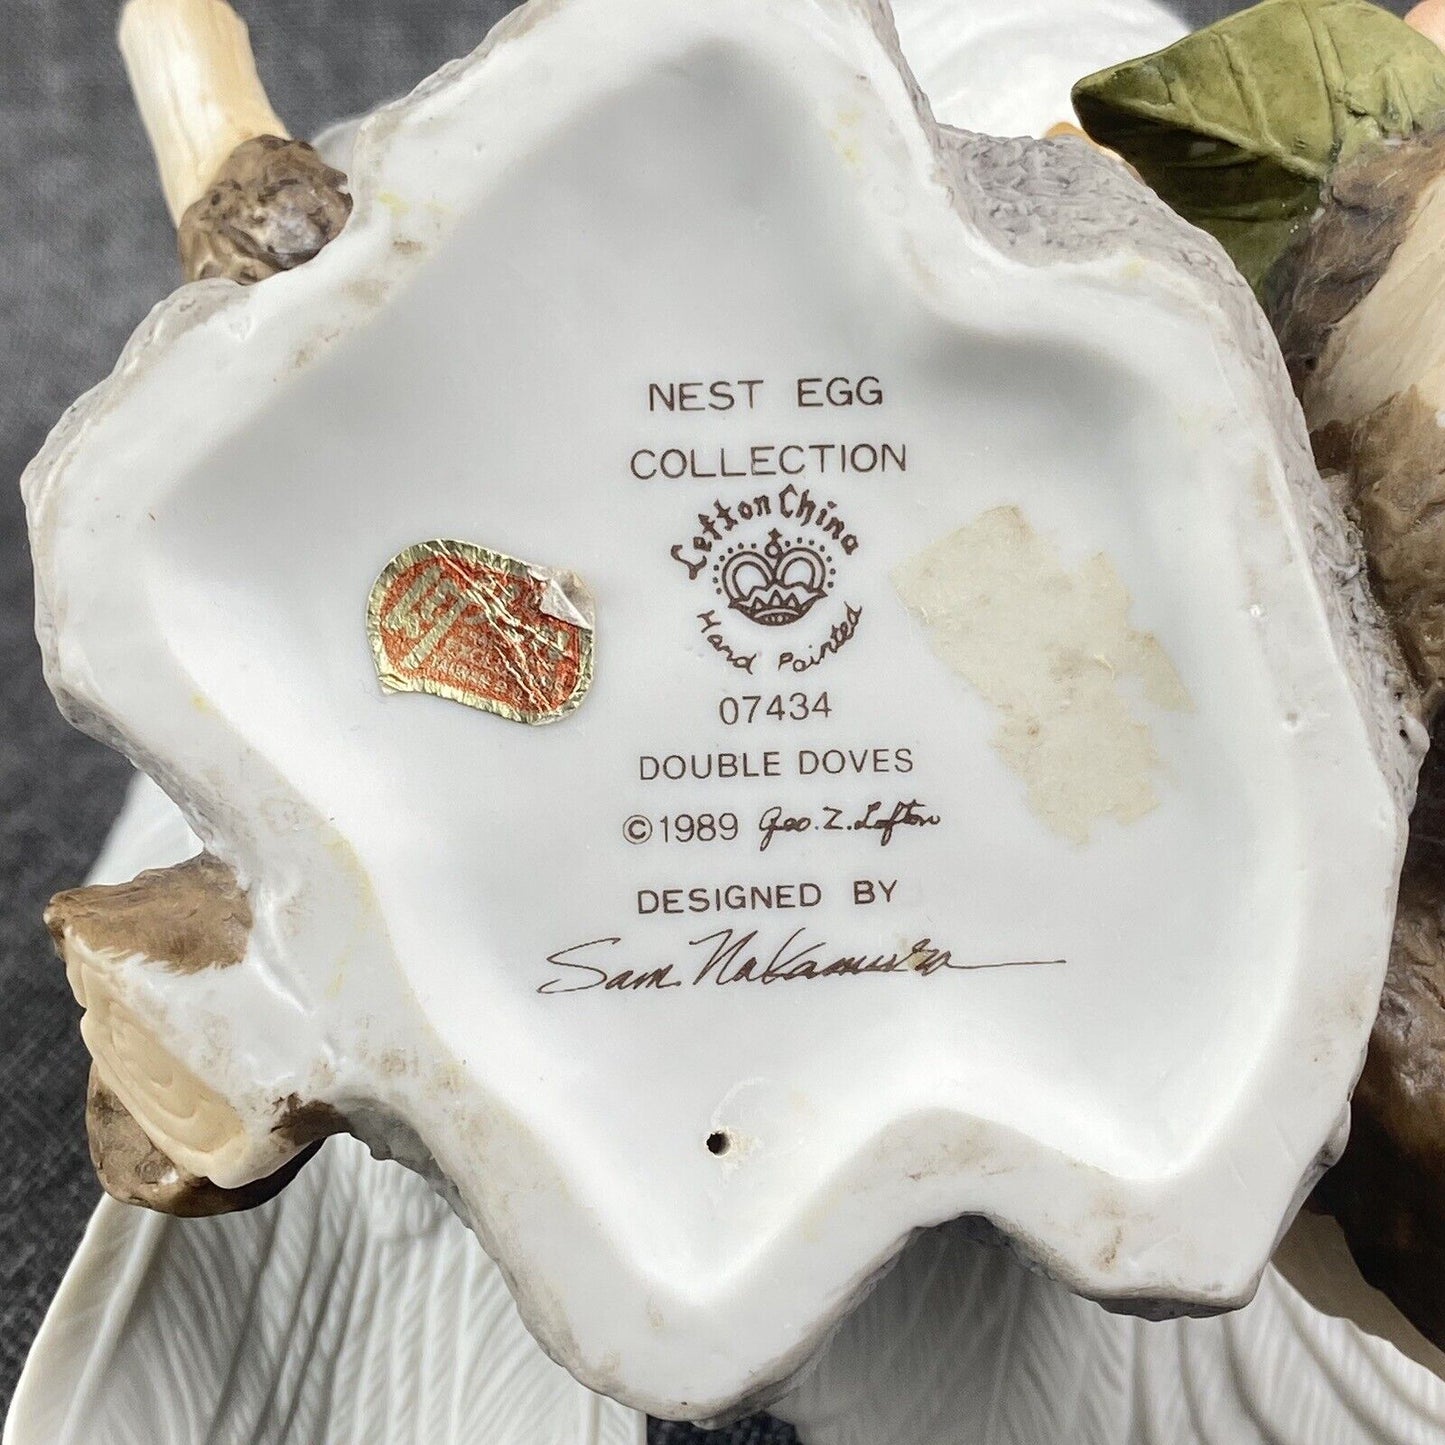 NEST EGG
COLLECTION
Lefton China
Hand Painted
07434
DOUBLE DOVES
©1989 Geo. Z. Lefton
DESIGNED BY
Sam Nakamura